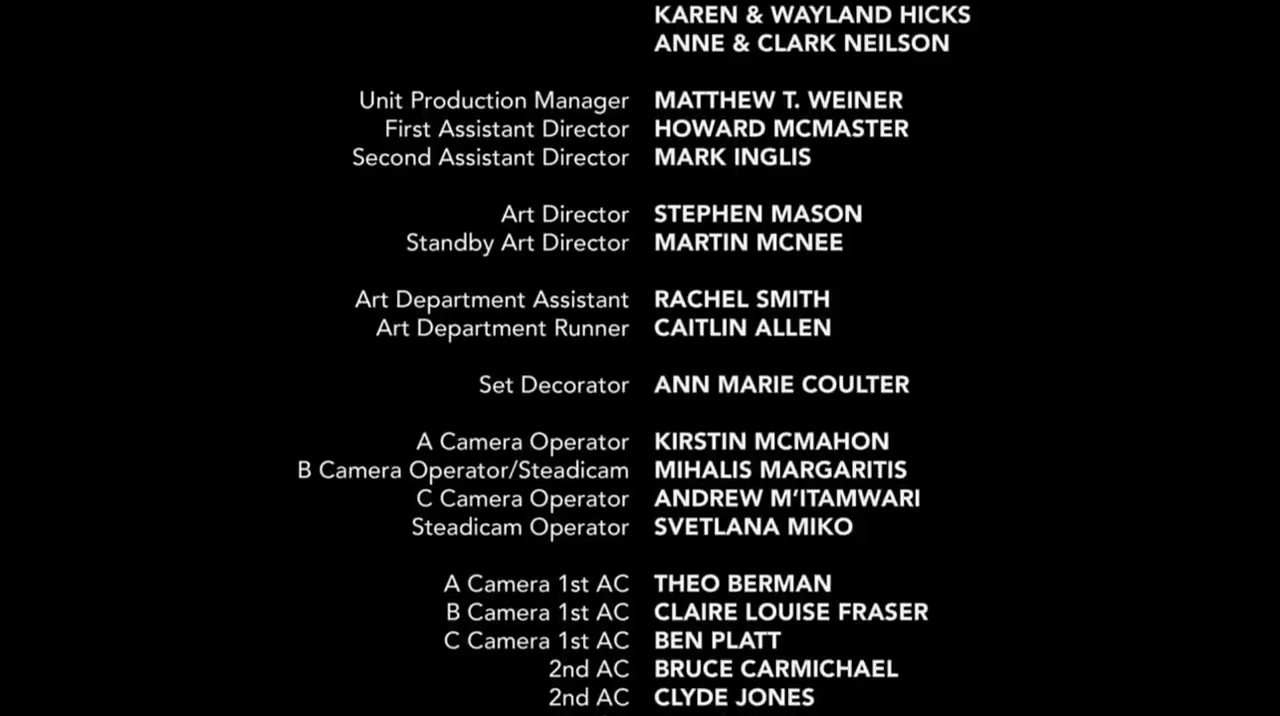 KAREN & WAYLAND HICKS
ANNE & CLARK NEILSON
Unit Production Manager MATTHEW T. WEINER
First Assistant Director HOWARD MCMASTER
Second Assistant Director MARK INGLIS
Art Director STEPHEN MASON
Standby Art Director MARTIN MCNEE
Art Department Assistant RACHEL SMITH
Art Department Runner CAITLIN ALLEN
Set Decorator ANN MARIE COULTER
A Camera Operator KIRSTIN MCMAHON
B Camera Operator/Steadicam MIHALIS MARGARITIS
C Camera Operator ANDREW M’ITAMWARI
Steadicam Operator SVETLANA MIKO
A Camera 1st AC THEO BERMAN
B Camera 1st AC CLAIRE LOUISE FRASER
C Camera 1st AC BEN PLATT
2nd AC BRUCE CARMICHAEL
2nd AC CLYDE JONES